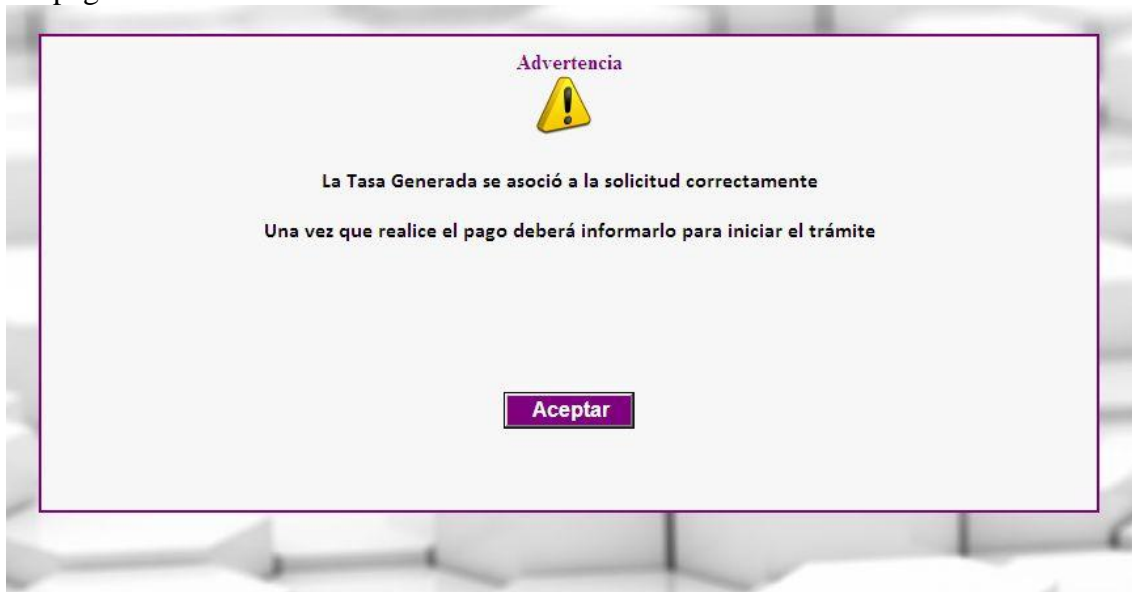 Advertencia
La Tasa Generada se asoció a la solicitud correctamente
Una vez que realice el pago deberá informarlo para iniciar el trámite
Aceptar